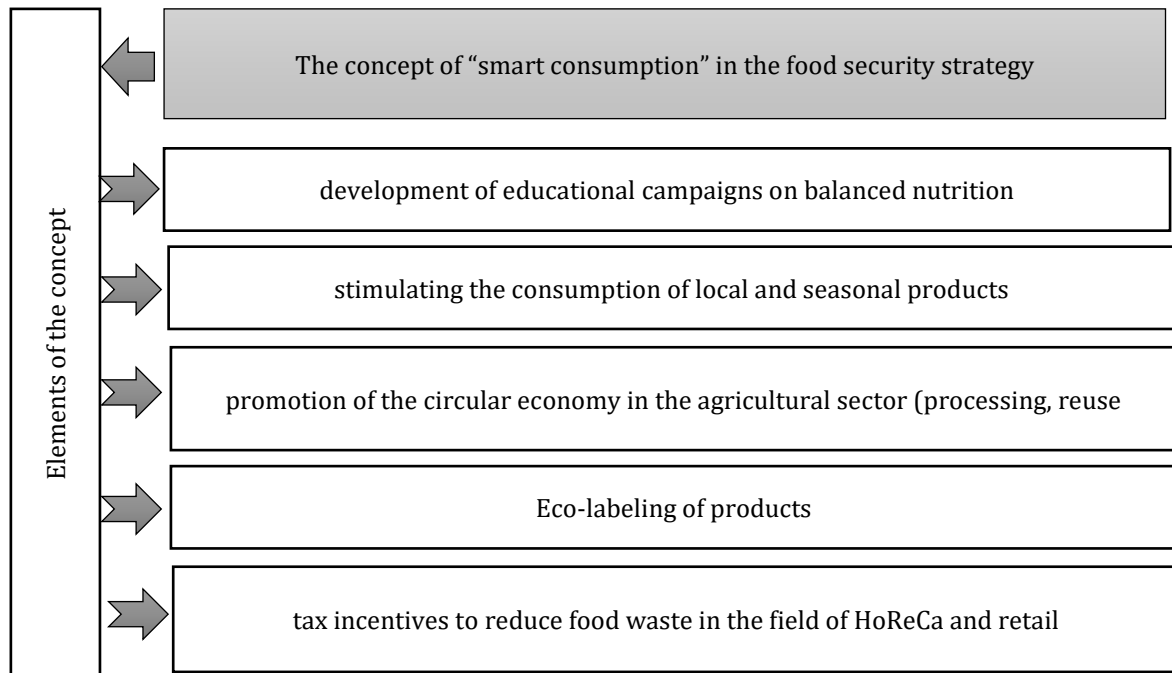 The concept of “smart consumption” in the food security strategy
Elements of the concept
development of educational campaigns on balanced nutrition
stimulating the consumption of local and seasonal products
promotion of the circular economy in the agricultural sector (processing, reuse
Eco-labeling of products
tax incentives to reduce food waste in the field of HoReCa and retail